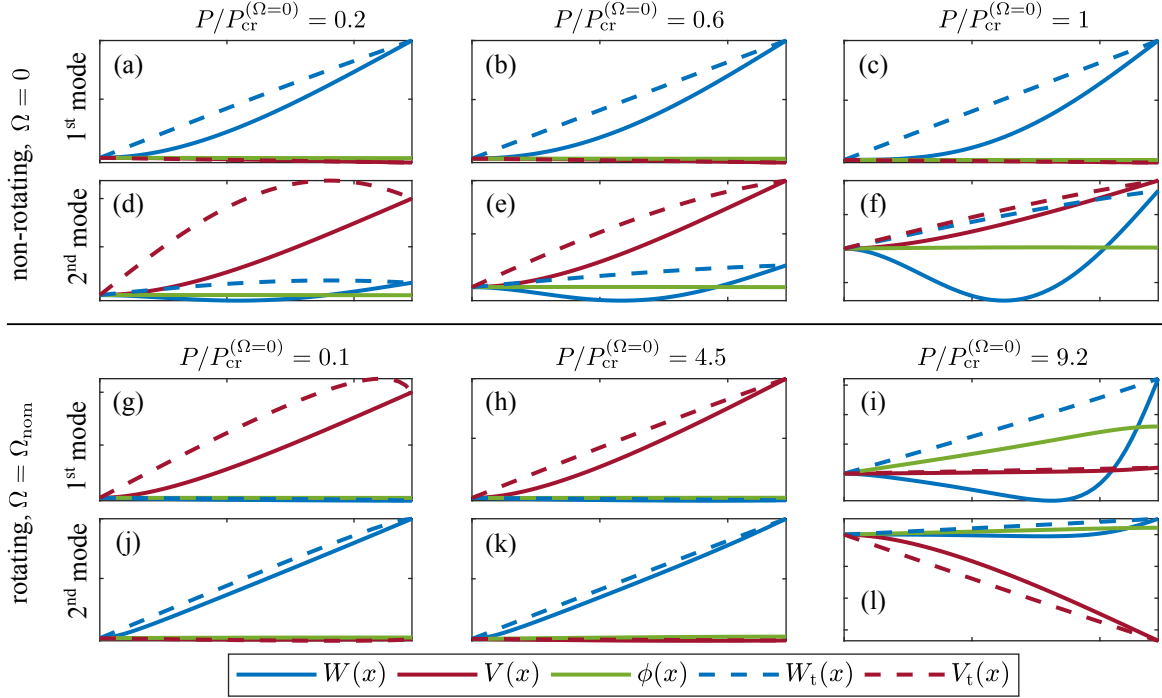 P/P_cr^(Ω=0) = 0.2 P/P_cr^(Ω=0) = 0.6 P/P_cr^(Ω=0) = 1
non-rotating, Ω = 0
1st mode
(a) (b) (c)
2nd mode
(d) (e) (f)
P/P_cr^(Ω=0) = 0.1 P/P_cr^(Ω=0) = 4.5 P/P_cr^(Ω=0) = 9.2
rotating, Ω = Ω_nom
1st mode
(g) (h) (i)
2nd mode
(j) (k) (l)
W(x) V(x) ϕ(x) W_t(x) V_t(x)